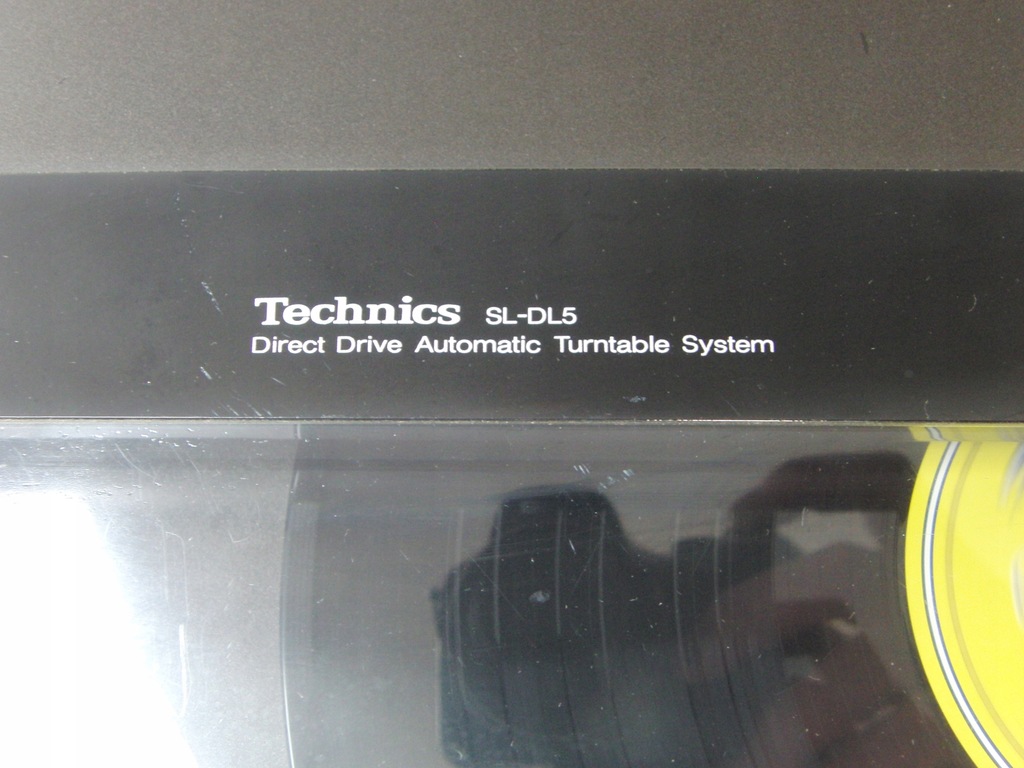 Technics SL-DL5
Direct Drive Automatic Turntable System